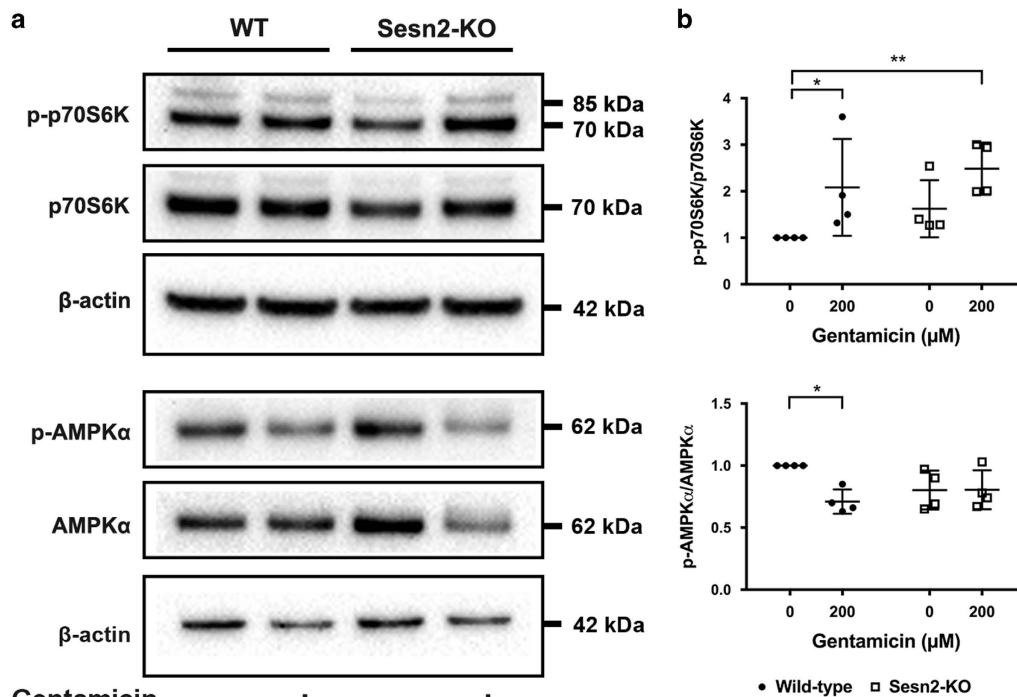 a
WT Sesn2-KO
p-p70S6K
85 kDa
70 kDa
p70S6K
70 kDa
β-actin
42 kDa
p-AMPKα
62 kDa
AMPKα
62 kDa
β-actin
42 kDa
Gentamicin
b
**
*
p-p70S6K/p70S6K
4
3
2
1
0
0 200 0 200
Gentamicin (μM)
*
p-AMPKα/AMPKα
1.5
1.0
0.5
0.0
0 200 0 200
Gentamicin (μM)
Wild-type Sesn2-KO